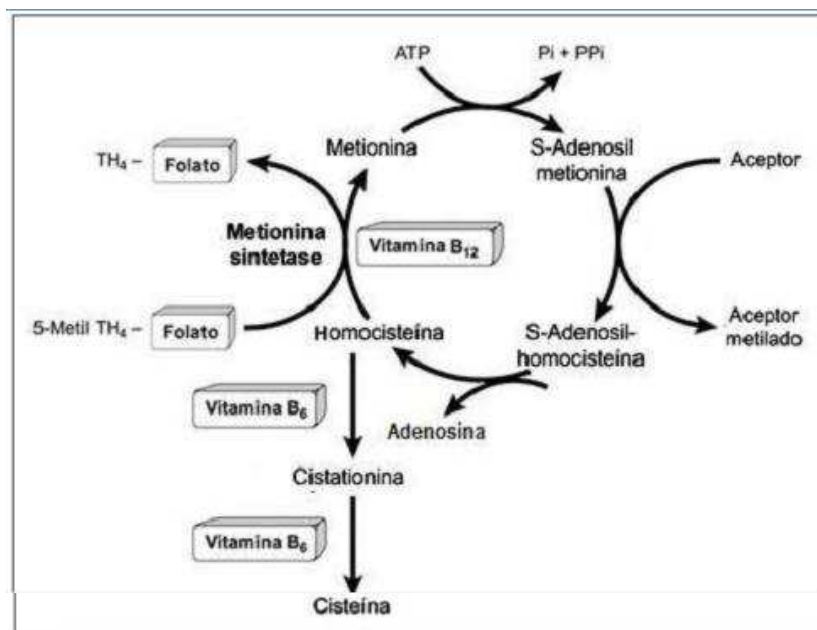 ATP
Pi + PPi
TH₄ – Folato
Metionina
S-Adenosil
metionina
Aceptor
Metionina
sintetase
Vitamina B₁₂
5-Metil TH₄ – Folato
Homocisteína
S-Adenosil-
homocisteína
Aceptor
metilado
Vitamina B₆
Adenosina
Cistationina
Vitamina B₆
Cisteína